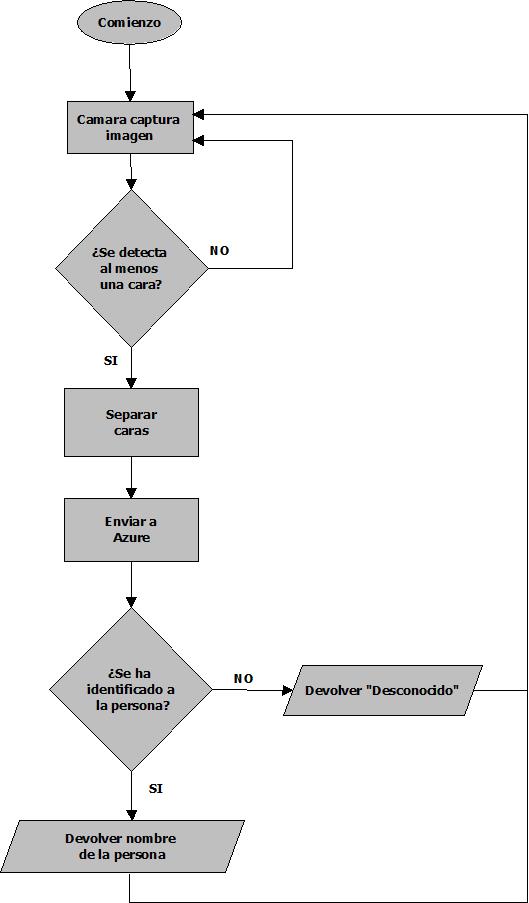 Comienzo
Camara captura
imagen
¿Se detecta
al menos
una cara?
NO
SI
Separar
caras
Enviar a
Azure
¿Se ha
identificado a
la persona?
NO
Devolver "Desconocido"
SI
Devolver nombre
de la persona